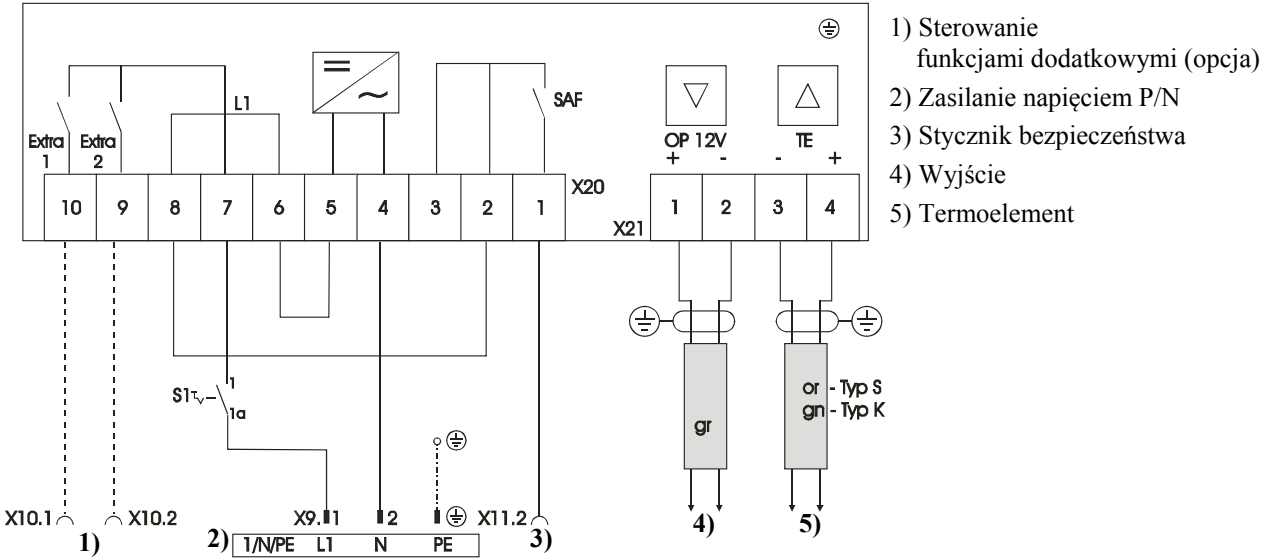 1) Sterowanie
funkcjami dodatkowymi (opcja)
2) Zasilanie napięciem P/N
3) Stycznik bezpieczeństwa
4) Wyjście
5) Termoelement
L1
SAF
Extra Extra
1 2
OP 12V TE
+ - - +
10 9 8 7 6 5 4 3 2 1 X20
X21 1 2 3 4
S1 1
1a
or - Typ S
gn - Typ K
gr
X10.1 X10.2 X9.1 2 X11.2
1) 2) 1/N/PE L1 N PE 3) 4) 5)